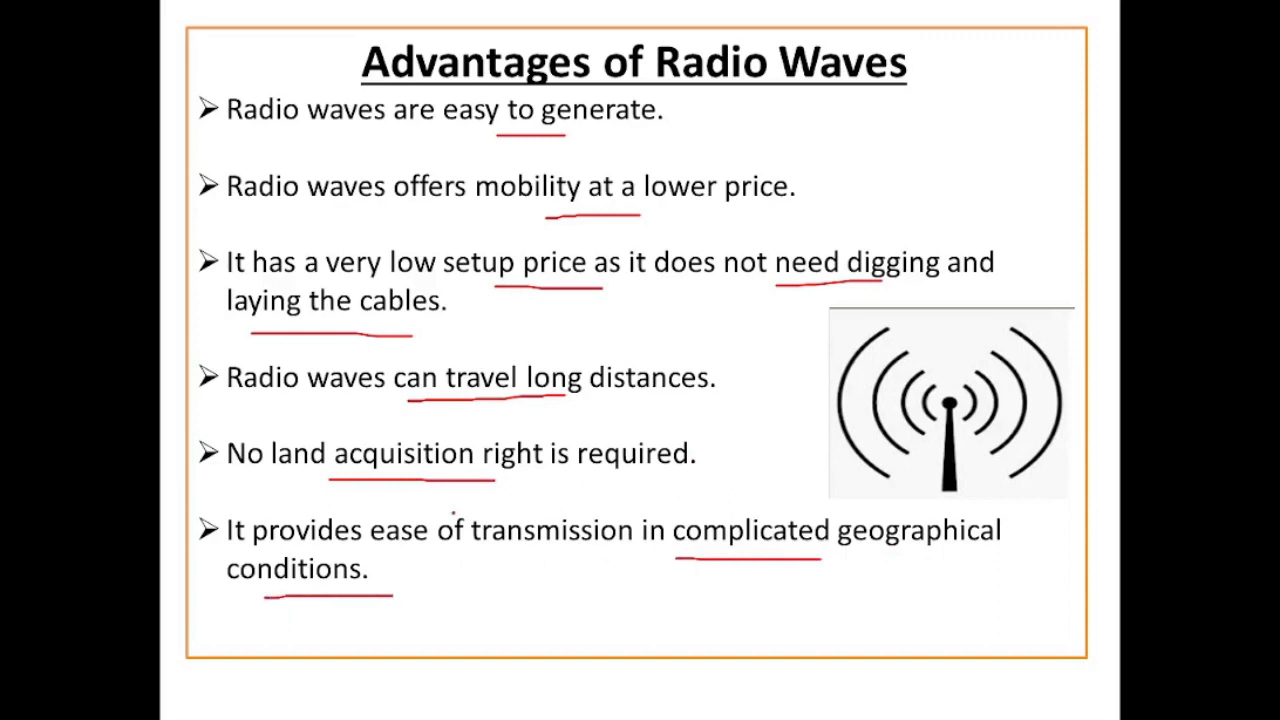 Advantages of Radio Waves
➢ Radio waves are easy to generate.
➢ Radio waves offers mobility at a lower price.
➢ It has a very low setup price as it does not need digging and
laying the cables.
➢ Radio waves can travel long distances.
➢ No land acquisition right is required.
➢ It provides ease of transmission in complicated geographical
conditions.